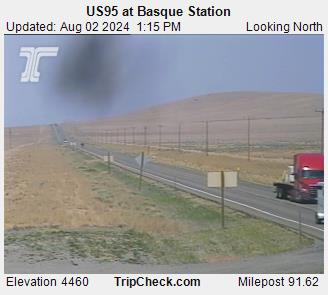 US95 at Basque Station
Updated: Aug 02 2024 1:15 PM Looking North
Elevation 4460 TripCheck.com Milepost 91.62